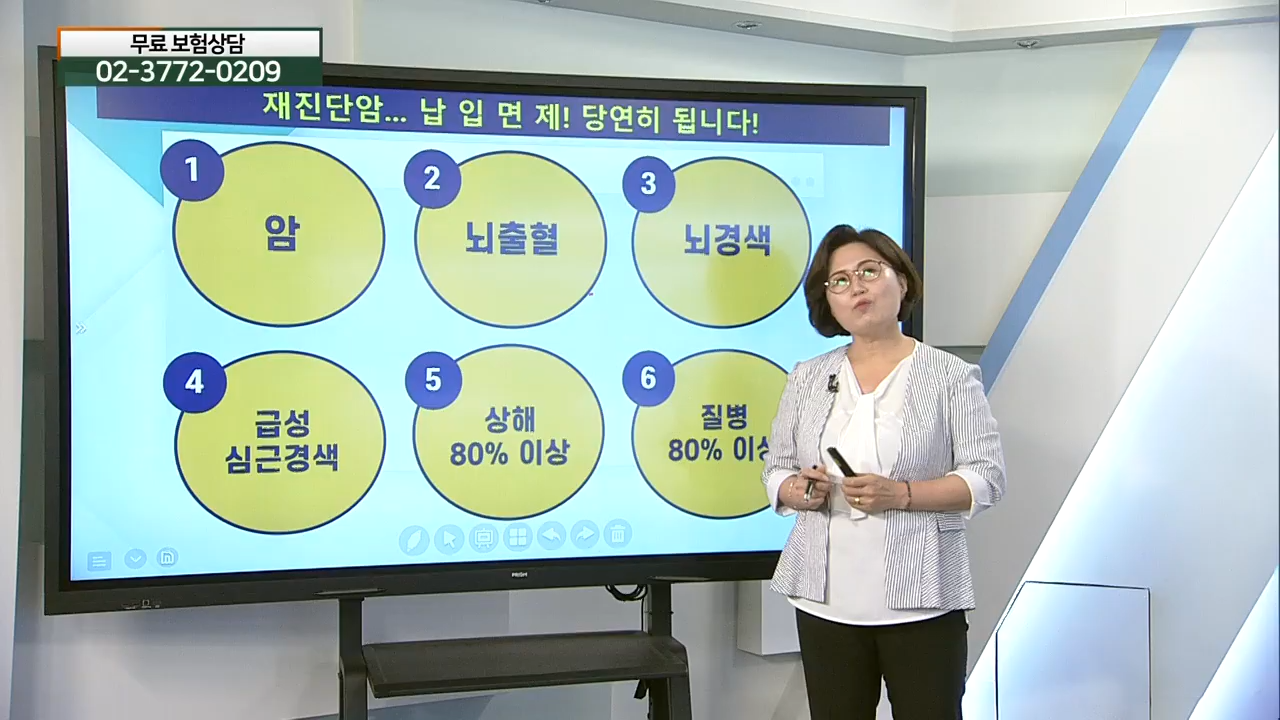 무료 보험상담
02-3772-0209
재진단암... 납 입 면 제! 당연히 됩니다!
1
암
2
뇌출혈
3
뇌경색
4
급성
심근경색
5
상해
80% 이상
6
질병
80% 이상